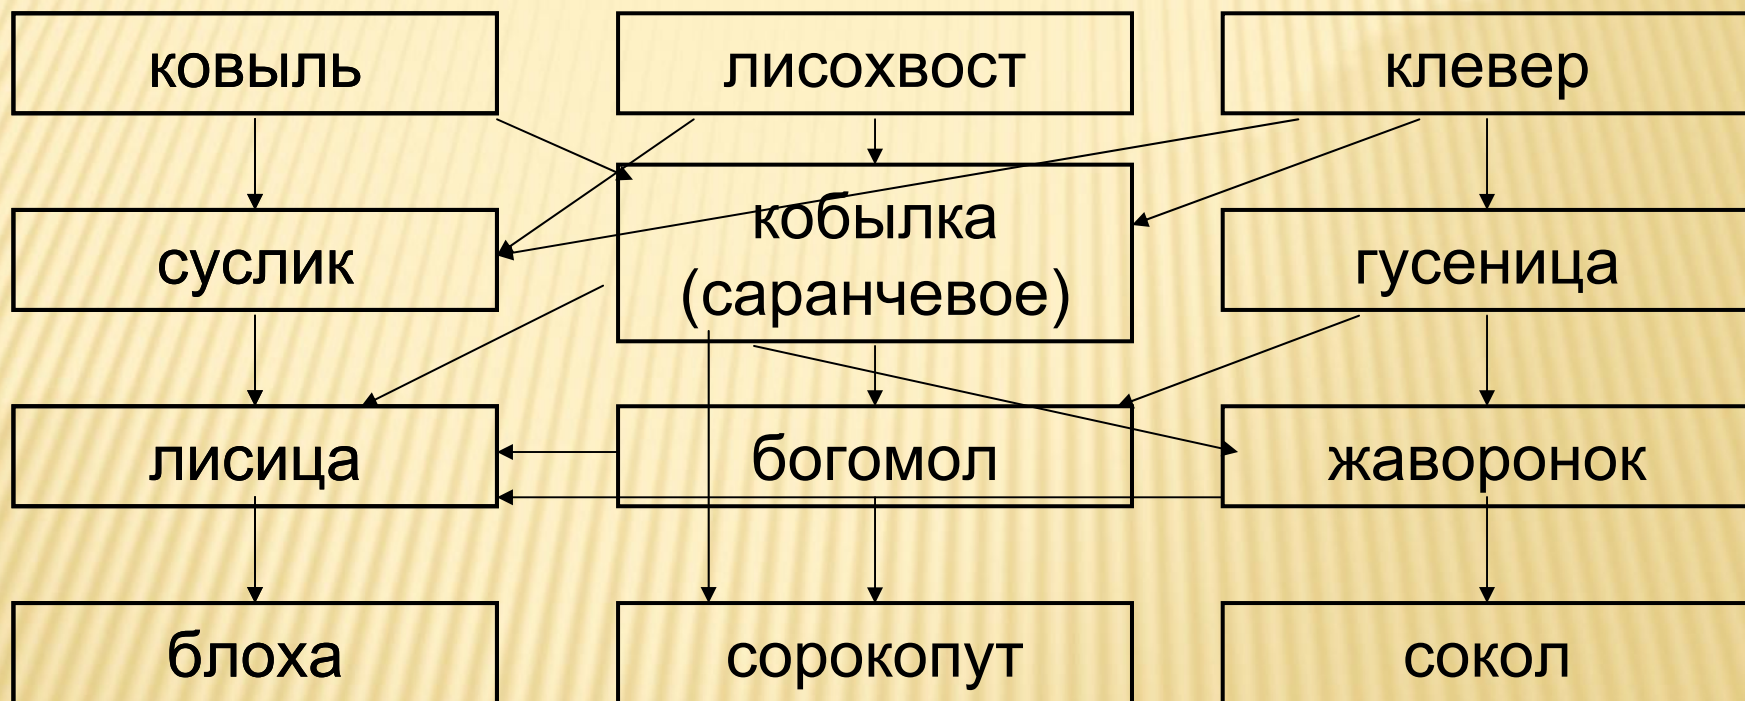 ковыль
лисохвост
клевер
суслик
кобылка
(саранчевое)
гусеница
лисица
богомол
жаворонок
блоха
сорокопут
сокол